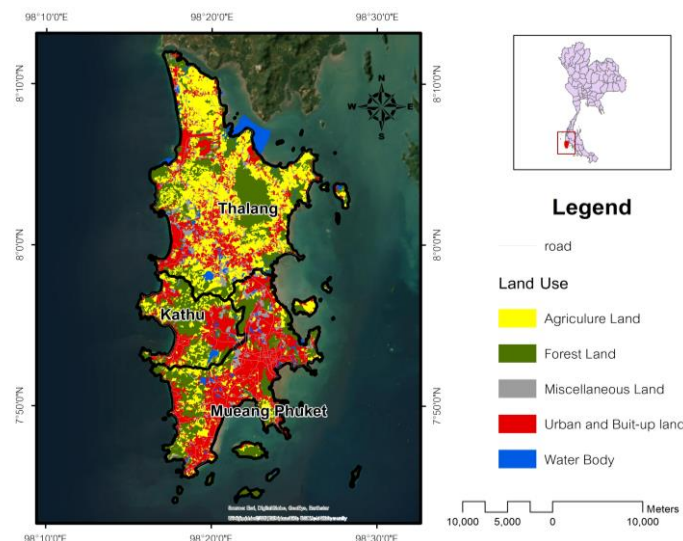 98°10'0"E 98°20'0"E 98°30'0"E
8°10'0"N 8°10'0"N
N
W E
S
Thalang
8°0'0"N 8°0'0"N
Kathu
7°50'0"N 7°50'0"N
Mueang Phuket
98°10'0"E 98°20'0"E 98°30'0"E
Legend
road
Land Use
Agriculure Land
Forest Land
Miscellaneous Land
Urban and Buit-up land
Water Body
Meters
10,000 5,000 0 10,000